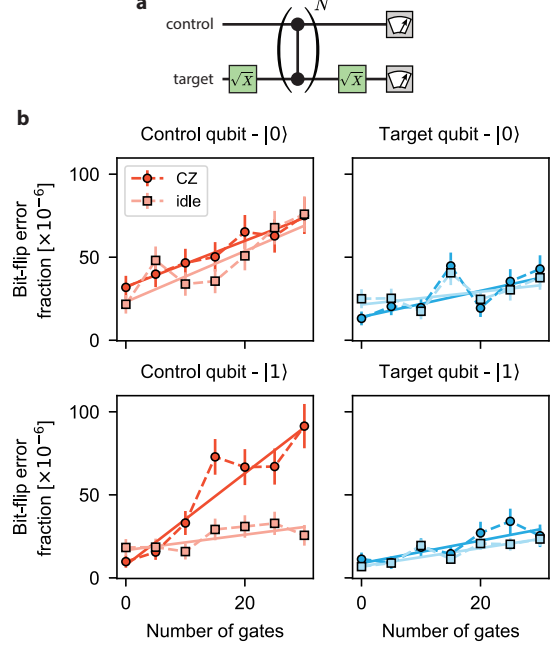 a
N
control
target √X √X
b
Control qubit - |0⟩ Target qubit - |0⟩
100
50
0
CZ
idle
Bit-flip error
fraction [×10⁻⁶]
Control qubit - |1⟩ Target qubit - |1⟩
100
50
0
Bit-flip error
fraction [×10⁻⁶]
0 20 0 20
Number of gates Number of gates